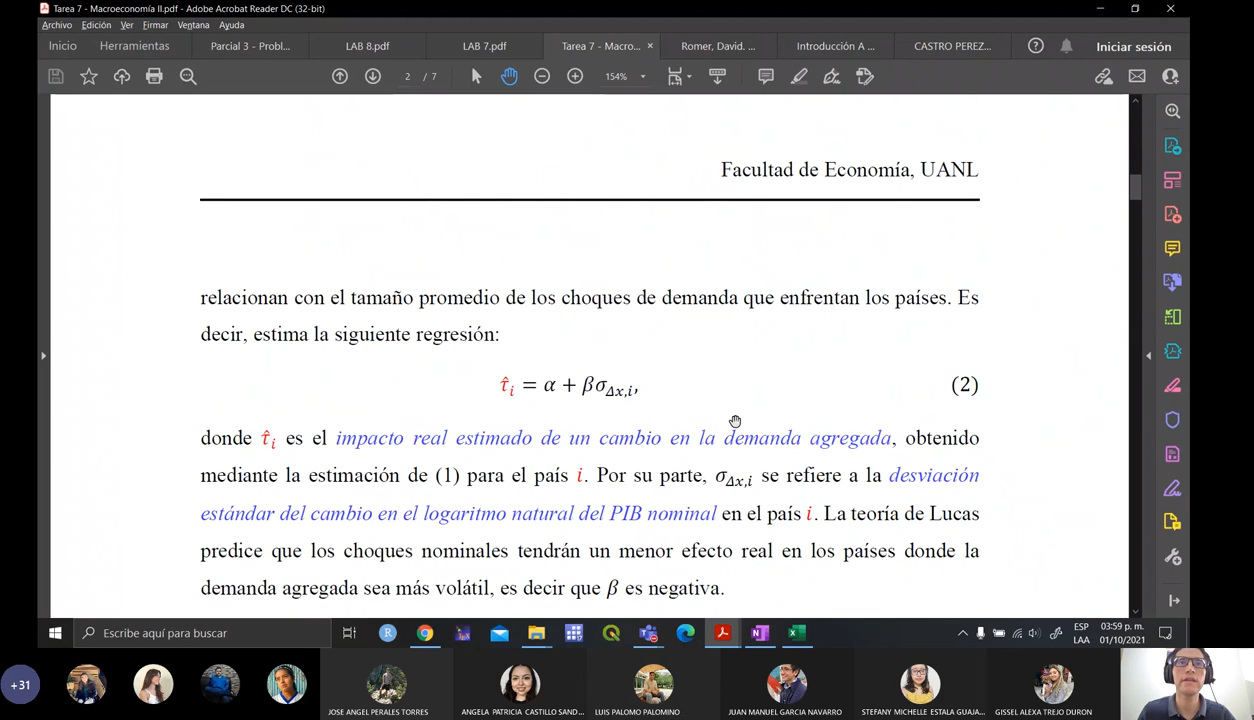 Tarea 7 - Macroeconomía II.pdf - Adobe Acrobat Reader DC (32-bit)
Archivo Edición Ver Firmar Ventana Ayuda
Inicio Herramientas Parcial 3 - Probl... LAB 8.pdf LAB 7.pdf Tarea 7 - Macro... × Romer, David. ... Introducción A ... CASTRO PEREZ... Iniciar sesión
2 / 7 154%
Facultad de Economía, UANL
relacionan con el tamaño promedio de los choques de demanda que enfrentan los países. Es
decir, estima la siguiente regresión:
τ̂ᵢ = α + βσ_Δx,i, (2)
donde τ̂ᵢ es el impacto real estimado de un cambio en la demanda agregada, obtenido
mediante la estimación de (1) para el país i. Por su parte, σ_Δx,i se refiere a la desviación
estándar del cambio en el logaritmo natural del PIB nominal en el país i. La teoría de Lucas
predice que los choques nominales tendrán un menor efecto real en los países donde la
demanda agregada sea más volátil, es decir que β es negativa.
Escribe aquí para buscar
ESP 03:59 p. m.
LAA 01/10/2021
+31
JOSE ANGEL PERALES TORRES ANGELA PATRICIA CASTILLO SAND... LUIS PALOMO PALOMINO JUAN MANUEL GARCIA NAVARRO STEFANY MICHELLE ESTALA GUAJA... GISSEL ALEXA TREJO DURON